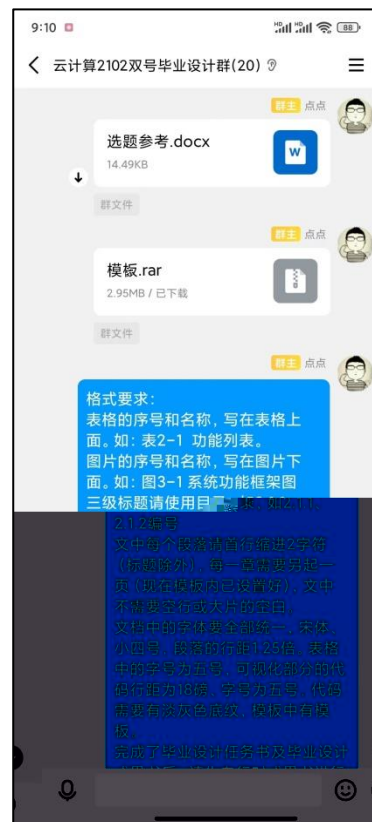 9:10
HD HD 88
云计算2102双号毕业设计群(20)
群主 点点
选题参考.docx
14.49KB
W
群文件
群主 点点
模板.rar
2.95MB / 已下载
群文件
群主 点点
格式要求:
表格的序号和名称，写在表格上
面。如: 表2-1 功能列表。
图片的序号和名称，写在图片下
面。如: 图3-1 系统功能框架图
三级标题请使用
2.1.2编号
文中每个段落请首行缩进2字符
（标题除外），每一章需要另起一
页（现在模板内已设置好），文中
不需要空行或大片的空白。
文档中的字体要全部统一，宋体，
小四号，段落的行距1.25倍。表格
中的字号为五号，可视化部分的代
码行距为18磅，字号为五号，代码
需要有淡灰色底纹，模板中有模
板。
完成了毕业设计任务书及毕业设计